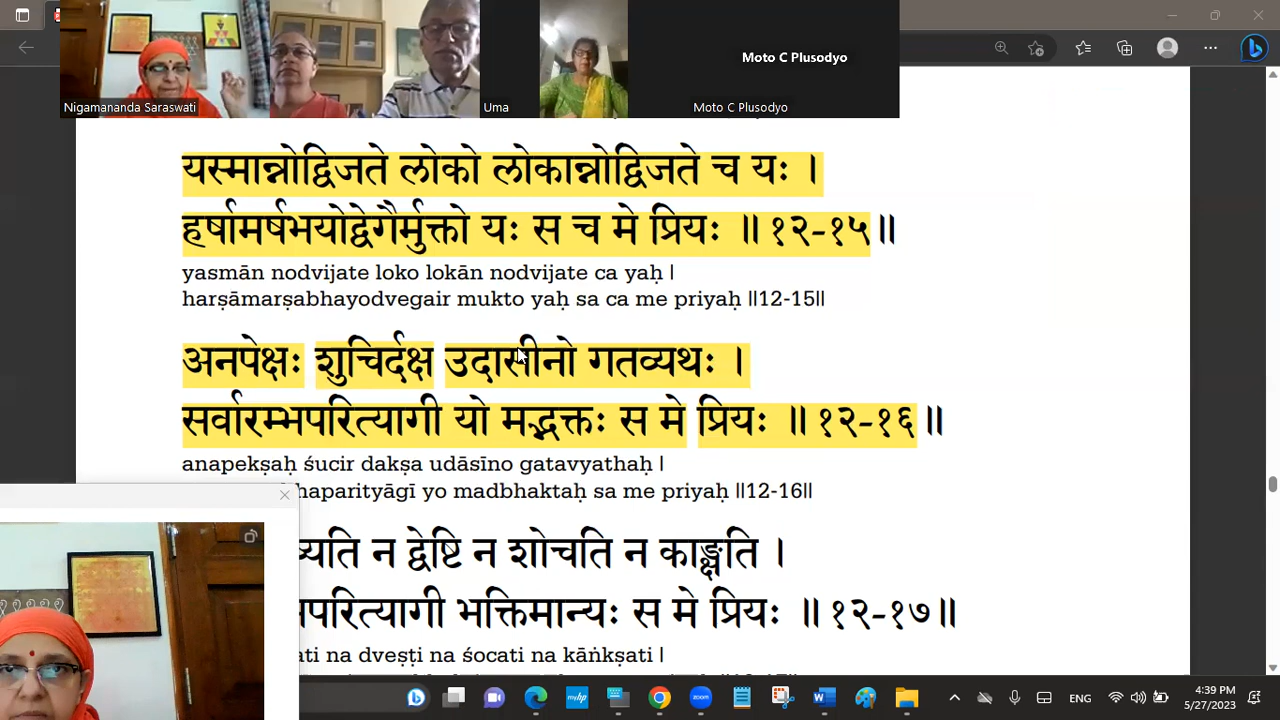 Nigamananda Saraswati
Uma
Moto C Plusodyo
Moto C Plusodyo
यस्मान्नोद्विजते लोको लोकान्नोद्विजते च यः ।
हर्षामर्षभयोद्वेगैर्मुक्तो यः स च मे प्रियः ॥ १२-१५॥
yasmān nodvijate loko lokān nodvijate ca yaḥ |
harṣāmarṣabhayodvegair mukto yaḥ sa ca me priyaḥ ||12-15||
अनपेक्षः शुचिर्दक्ष उदासीनो गतव्यथः ।
सर्वारम्भपरित्यागी यो मद्भक्तः स मे प्रियः ॥ १२-१६॥
anapekṣaḥ śucir dakṣa udāsīno gatavyathaḥ |
haparityāgī yo madbhaktaḥ sa me priyaḥ ||12-16||
ष्यति न द्वेष्टि न शोचति न काङ्क्षति ।
परित्यागी भक्तिमान्यः स मे प्रियः ॥ १२-१७॥
ati na dveṣṭi na śocati na kāṅkṣati |
hp
zoom
W
ENG
4:39 PM
5/27/2023